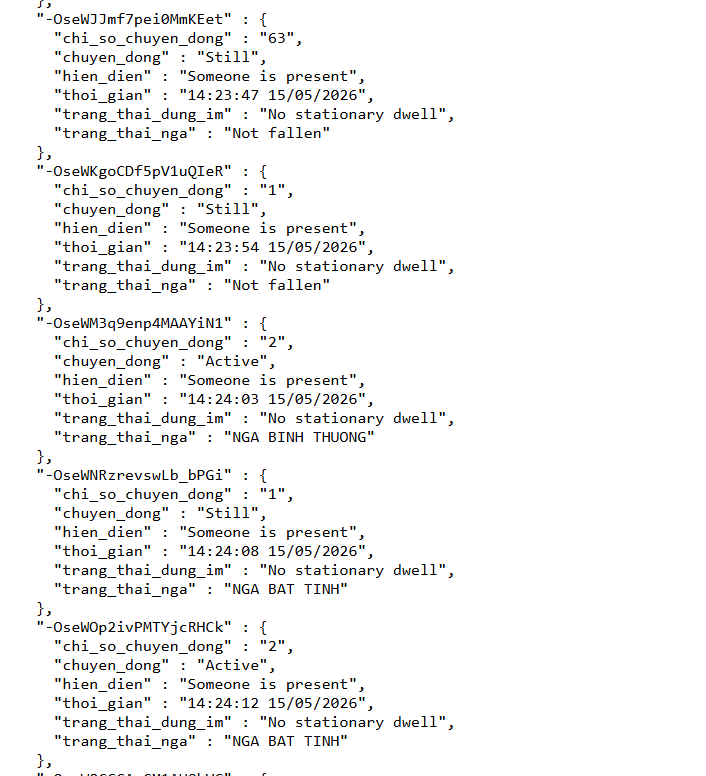 },
"-OseWJJmf7pei0MmKEet" : {
"chi_so_chuyen_dong" : "63",
"chuyen_dong" : "Still",
"hien_dien" : "Someone is present",
"thoi_gian" : "14:23:47 15/05/2026",
"trang_thai_dung_im" : "No stationary dwell",
"trang_thai_nga" : "Not fallen"
},
"-OseWKgoCDf5pV1uQIeR" : {
"chi_so_chuyen_dong" : "1",
"chuyen_dong" : "Still",
"hien_dien" : "Someone is present",
"thoi_gian" : "14:23:54 15/05/2026",
"trang_thai_dung_im" : "No stationary dwell",
"trang_thai_nga" : "Not fallen"
},
"-OseWM3q9enp4MAAYiN1" : {
"chi_so_chuyen_dong" : "2",
"chuyen_dong" : "Active",
"hien_dien" : "Someone is present",
"thoi_gian" : "14:24:03 15/05/2026",
"trang_thai_dung_im" : "No stationary dwell",
"trang_thai_nga" : "NGA BINH THUONG"
},
"-OseWNRzrevswLb_bPGi" : {
"chi_so_chuyen_dong" : "1",
"chuyen_dong" : "Still",
"hien_dien" : "Someone is present",
"thoi_gian" : "14:24:08 15/05/2026",
"trang_thai_dung_im" : "No stationary dwell",
"trang_thai_nga" : "NGA BAT TINH"
},
"-OseWOp2ivPMTYjcRHCk" : {
"chi_so_chuyen_dong" : "2",
"chuyen_dong" : "Active",
"hien_dien" : "Someone is present",
"thoi_gian" : "14:24:12 15/05/2026",
"trang_thai_dung_im" : "No stationary dwell",
"trang_thai_nga" : "NGA BAT TINH"
},